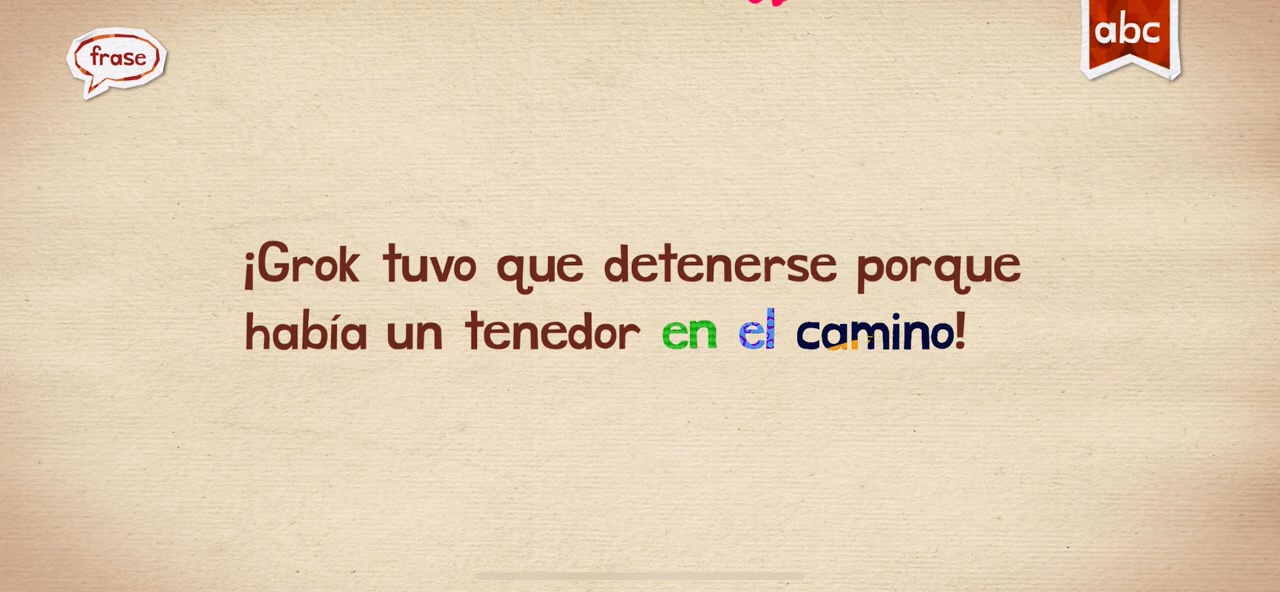 frase
abc
¡Grok tuvo que detenerse porque
había un tenedor en el camino!